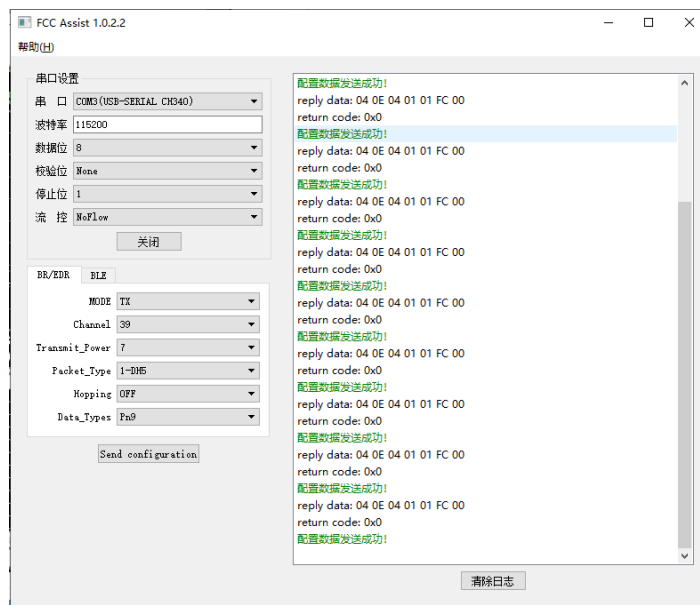 FCC Assist 1.0.2.2
帮助(H)
串口设置
串 口 COM3(USB-SERIAL CH340)
波特率 115200
数据位 8
校验位 None
停止位 1
流 控 NoFlow
关闭
BR/EDR BLE
MODE TX
Channel 39
Transmit_Power 7
Packet_Type 1-DH5
Hopping OFF
Data_Types Pn9
Send configuration
配置数据发送成功!
reply data: 04 0E 04 01 01 FC 00
return code: 0x0
配置数据发送成功!
reply data: 04 0E 04 01 01 FC 00
return code: 0x0
配置数据发送成功!
reply data: 04 0E 04 01 01 FC 00
return code: 0x0
配置数据发送成功!
reply data: 04 0E 04 01 01 FC 00
return code: 0x0
配置数据发送成功!
reply data: 04 0E 04 01 01 FC 00
return code: 0x0
配置数据发送成功!
reply data: 04 0E 04 01 01 FC 00
return code: 0x0
配置数据发送成功!
reply data: 04 0E 04 01 01 FC 00
return code: 0x0
配置数据发送成功!
reply data: 04 0E 04 01 01 FC 00
return code: 0x0
配置数据发送成功!
reply data: 04 0E 04 01 01 FC 00
return code: 0x0
配置数据发送成功!
清除日志